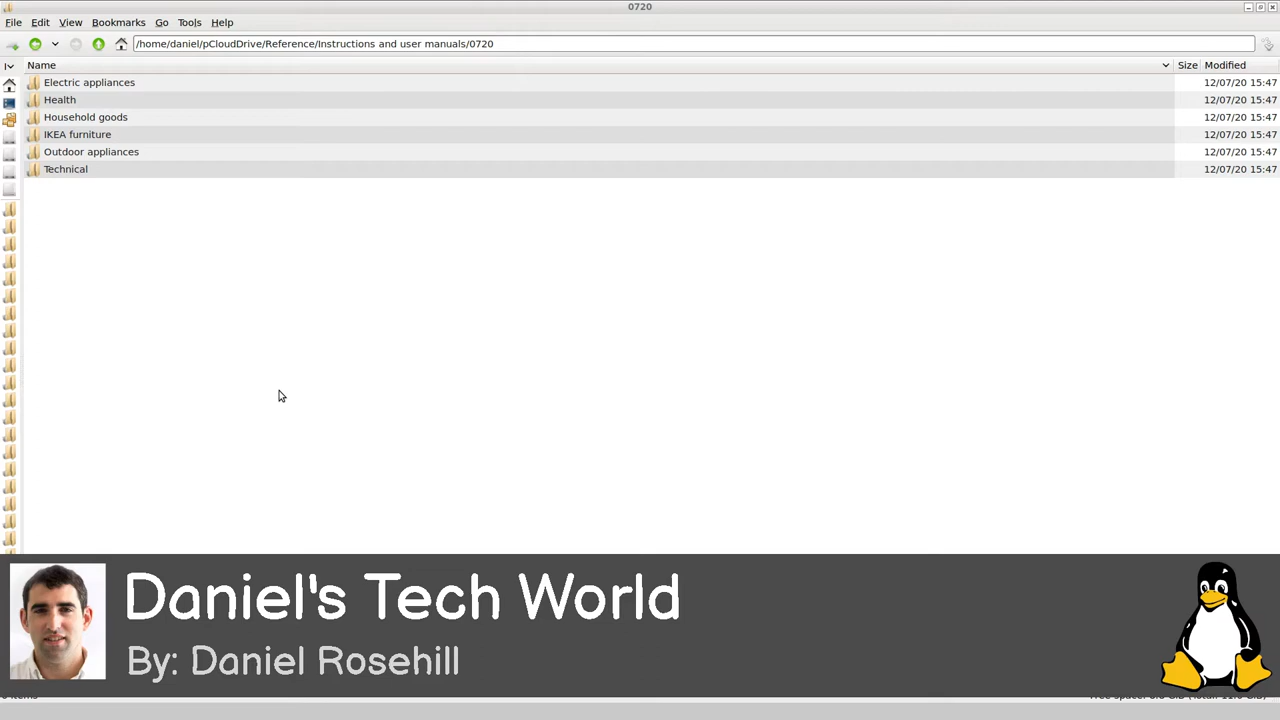 0720
File Edit View Bookmarks Go Tools Help
/home/daniel/pCloudDrive/Reference/Instructions and user manuals/0720
Name Size Modified
Electric appliances 12/07/20 15:47
Health 12/07/20 15:47
Household goods 12/07/20 15:47
IKEA furniture 12/07/20 15:47
Outdoor appliances 12/07/20 15:47
Technical 12/07/20 15:47
Daniel's Tech World
By: Daniel Rosehill